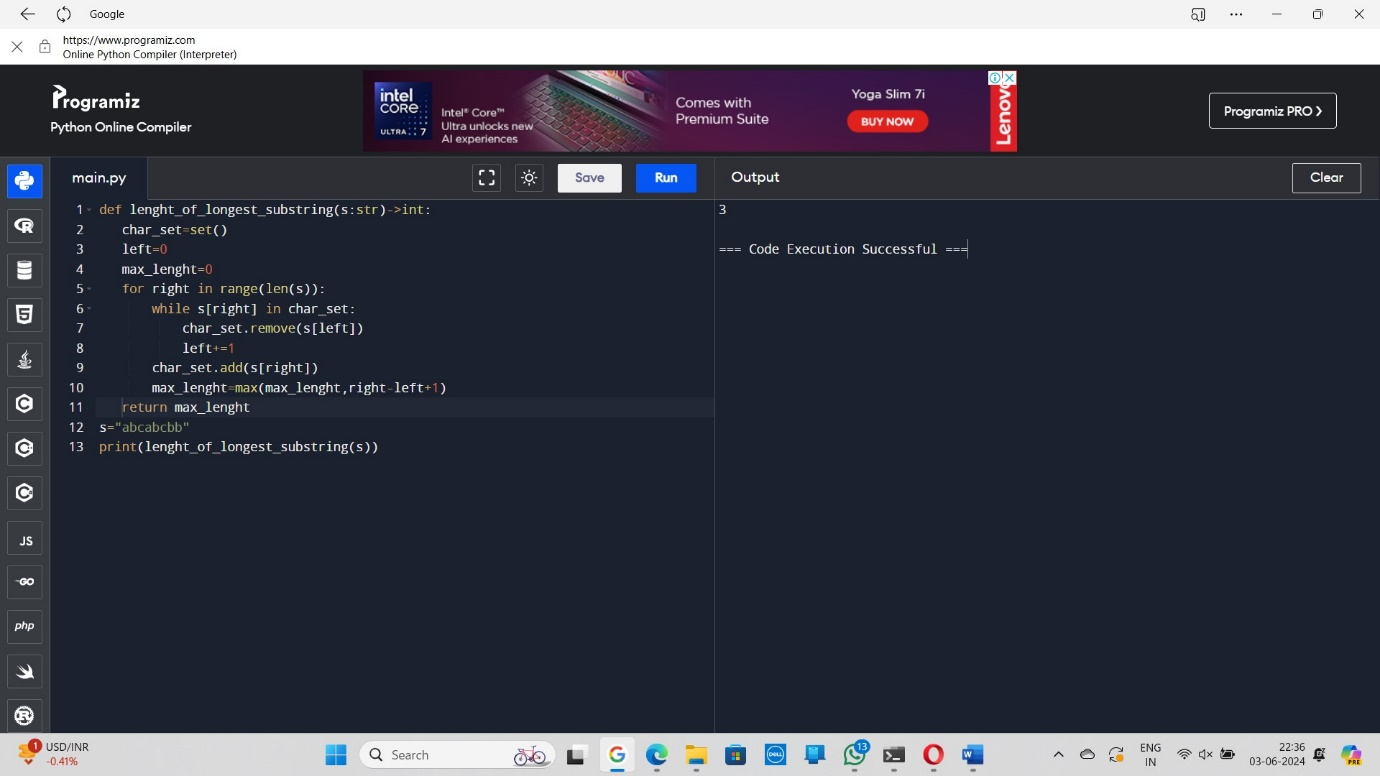 Google
https://www.programiz.com
Online Python Compiler (Interpreter)
Programiz
Python Online Compiler
intel
CORE
ULTRA 7
Intel® Core™
Ultra unlocks new
AI experiences
Comes with
Premium Suite
Yoga Slim 7i
BUY NOW
Lenovo
Programiz PRO >
main.py
Save
Run
Output
Clear
1 def lenght_of_longest_substring(s:str)->int:
2 char_set=set()
3 left=0
4 max_lenght=0
5 for right in range(len(s)):
6 while s[right] in char_set:
7 char_set.remove(s[left])
8 left+=1
9 char_set.add(s[right])
10 max_lenght=max(max_lenght,right-left+1)
11 return max_lenght
12 s="abcabcbb"
13 print(lenght_of_longest_substring(s))
3
=== Code Execution Successful ===
R
5
C
C
C
JS
GO
php
R
1
USD/INR
-0.41%
Search
DELL
13
W
ENG
IN
22:36
03-06-2024
PRE